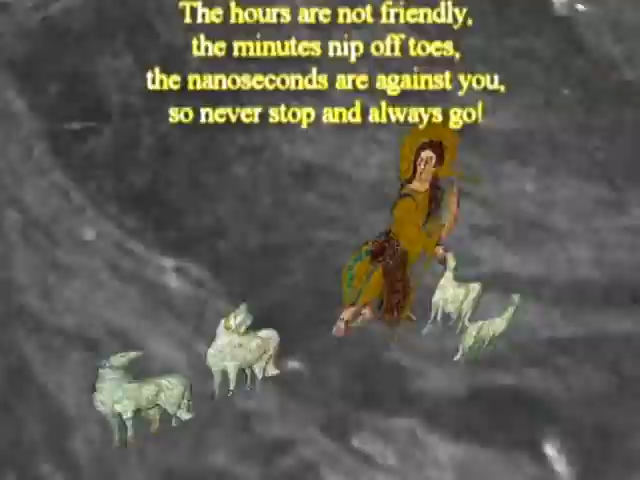 The hours are not friendly,
the minutes nip off toes,
the nanoseconds are against you,
so never stop and always go!